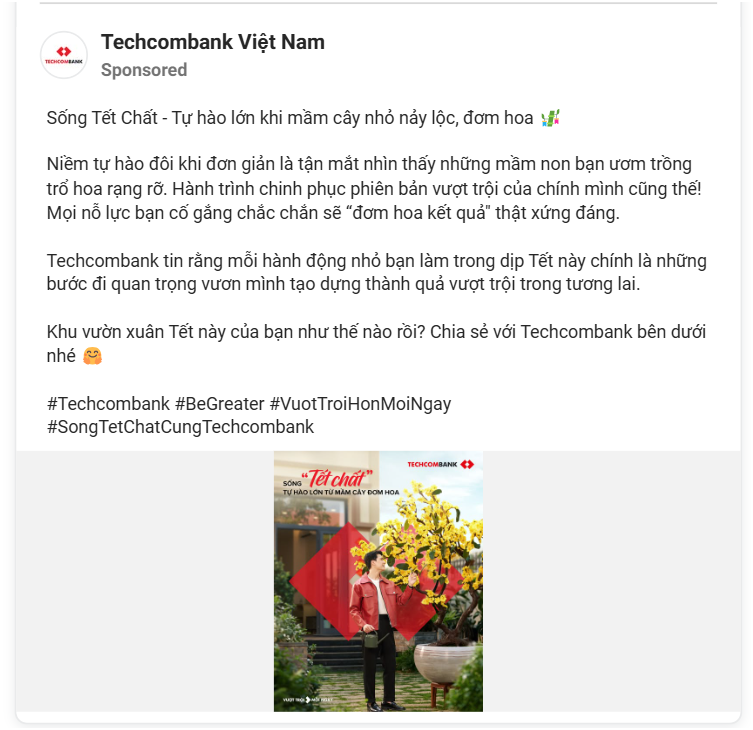 Techcombank Việt Nam
TECHCOMBANK
Sponsored
Sống Tết Chất - Tự hào lớn khi mầm cây nhỏ nảy lộc, đơm hoa
Niềm tự hào đôi khi đơn giản là tận mắt nhìn thấy những mầm non bạn ươm trồng
trổ hoa rạng rỡ. Hành trình chinh phục phiên bản vượt trội của chính mình cũng thế!
Mọi nỗ lực bạn cố gắng chắc chắn sẽ “đơm hoa kết quả" thật xứng đáng.
Techcombank tin rằng mỗi hành động nhỏ bạn làm trong dịp Tết này chính là những
bước đi quan trọng vươn mình tạo dựng thành quả vượt trội trong tương lai.
Khu vườn xuân Tết này của bạn như thế nào rồi? Chia sẻ với Techcombank bên dưới
nhé
#Techcombank #BeGreater #VuotTroiHonMoiNgay
#SongTetChatCungTechcombank
TECHCOMBANK
SỐNG “Tết chất”
TỰ HÀO LỚN TỪ MẦM CÂY ĐƠM HOA
VƯỢT TRỘI MỖI NGÀY